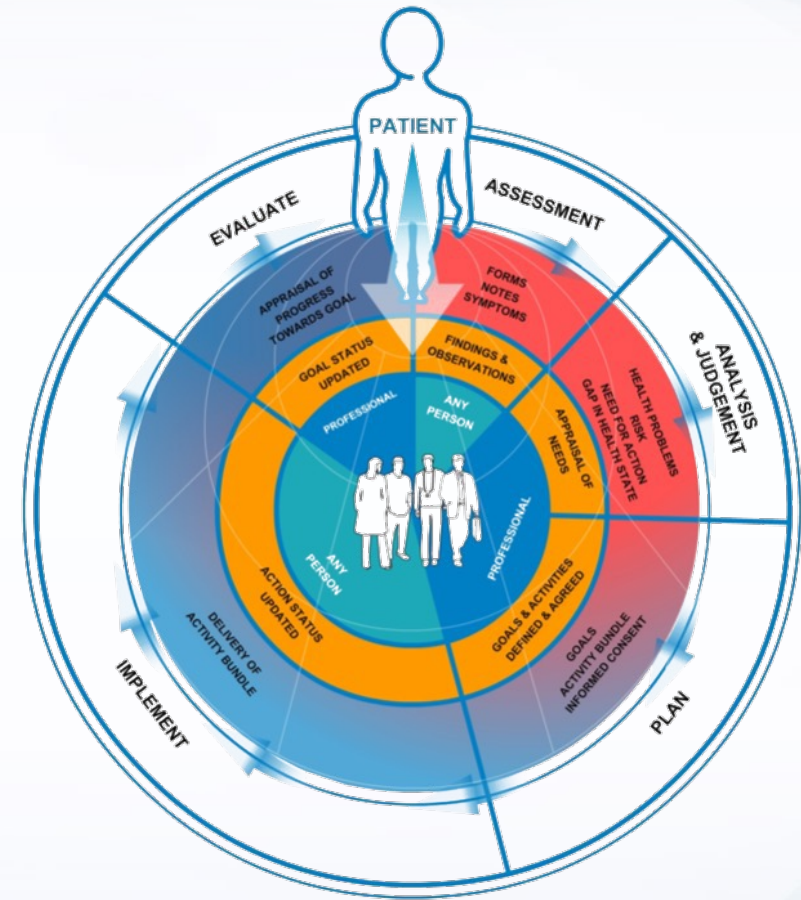 PATIENT
ASSESSMENT
FORMS
NOTES
SYMPTOMS
FINDINGS &
OBSERVATIONS
ANY
PERSON
ANALYSIS
& JUDGEMENT
HEALTH PROBLEMS
RISK
NEED FOR ACTION
GAP IN HEALTH STATE
APPRAISAL OF
NEEDS
PROFESSIONAL
PLAN
GOALS
ACTIVITY BUNDLE
INFORMED CONSENT
GOALS & ACTIVITIES
DEFINED & AGREED
IMPLEMENT
DELIVERY OF
ACTIVITY BUNDLE
ACTION STATUS
UPDATED
ANY
PERSON
EVALUATE
APPRAISAL OF
PROGRESS
TOWARDS GOAL
GOAL STATUS
UPDATED
PROFESSIONAL